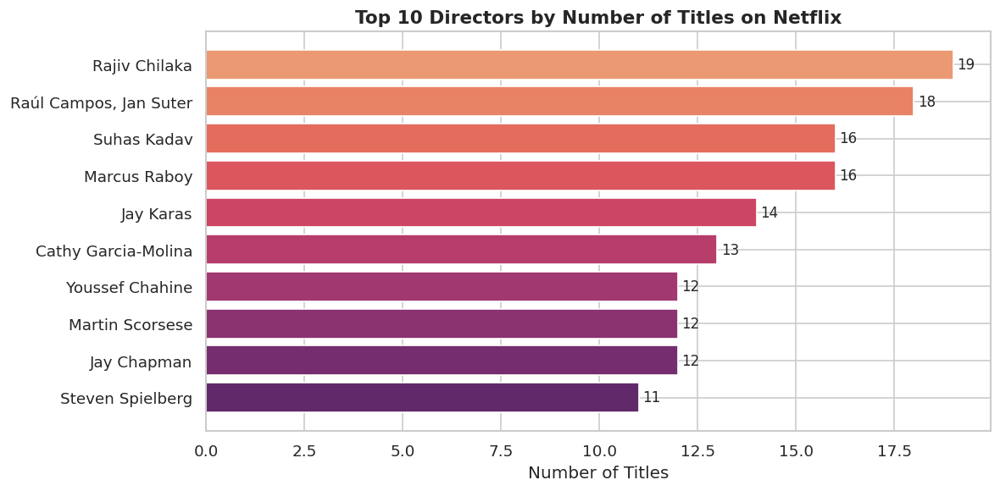 Top 10 Directors by Number of Titles on Netflix
Rajiv Chilaka 19
Raúl Campos, Jan Suter 18
Suhas Kadav 16
Marcus Raboy 16
Jay Karas 14
Cathy Garcia-Molina 13
Youssef Chahine 12
Martin Scorsese 12
Jay Chapman 12
Steven Spielberg 11
0.0 2.5 5.0 7.5 10.0 12.5 15.0 17.5
Number of Titles